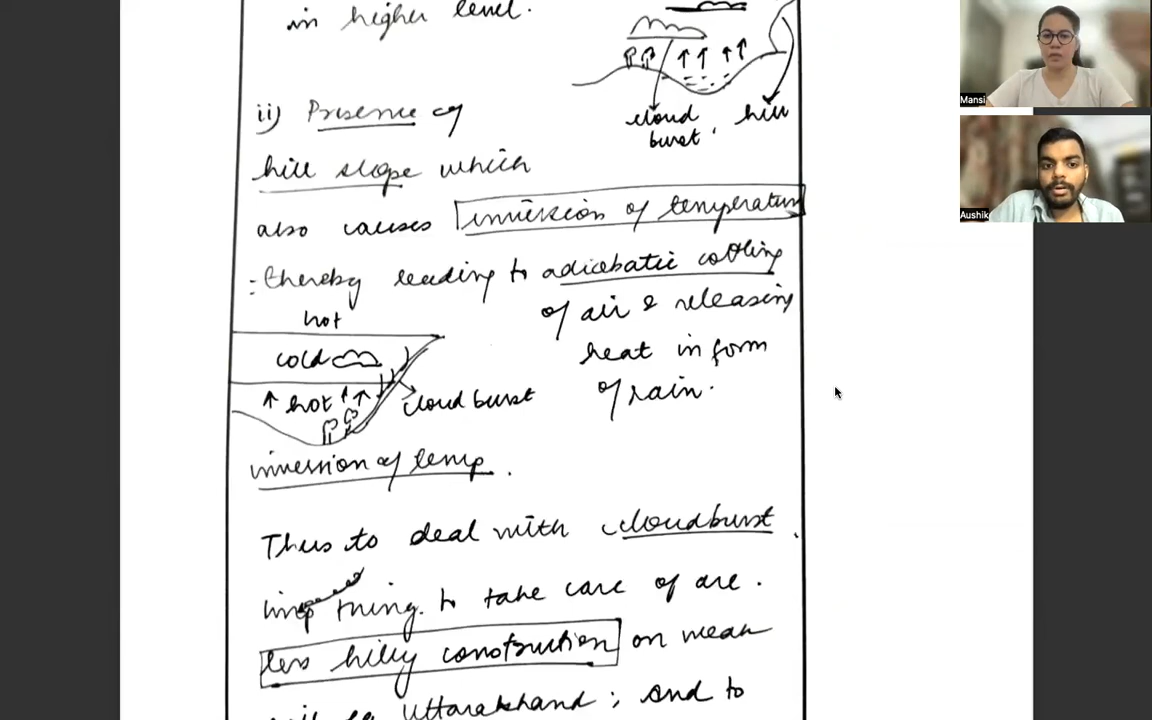 in higher level.
cloud burst, hill
ii) Presence of
hill slope which
also causes inversion of temperature
thereby leading to adiabatic cooling
of air & releasing
heat in form
of rain.
hot
cold
hot
cloud burst
inversion of temp.
Thus to deal with cloudburst
imp thing to take care of are.
less hilly construction on weak
Uttarakhand; and to
Mansi
Aushik